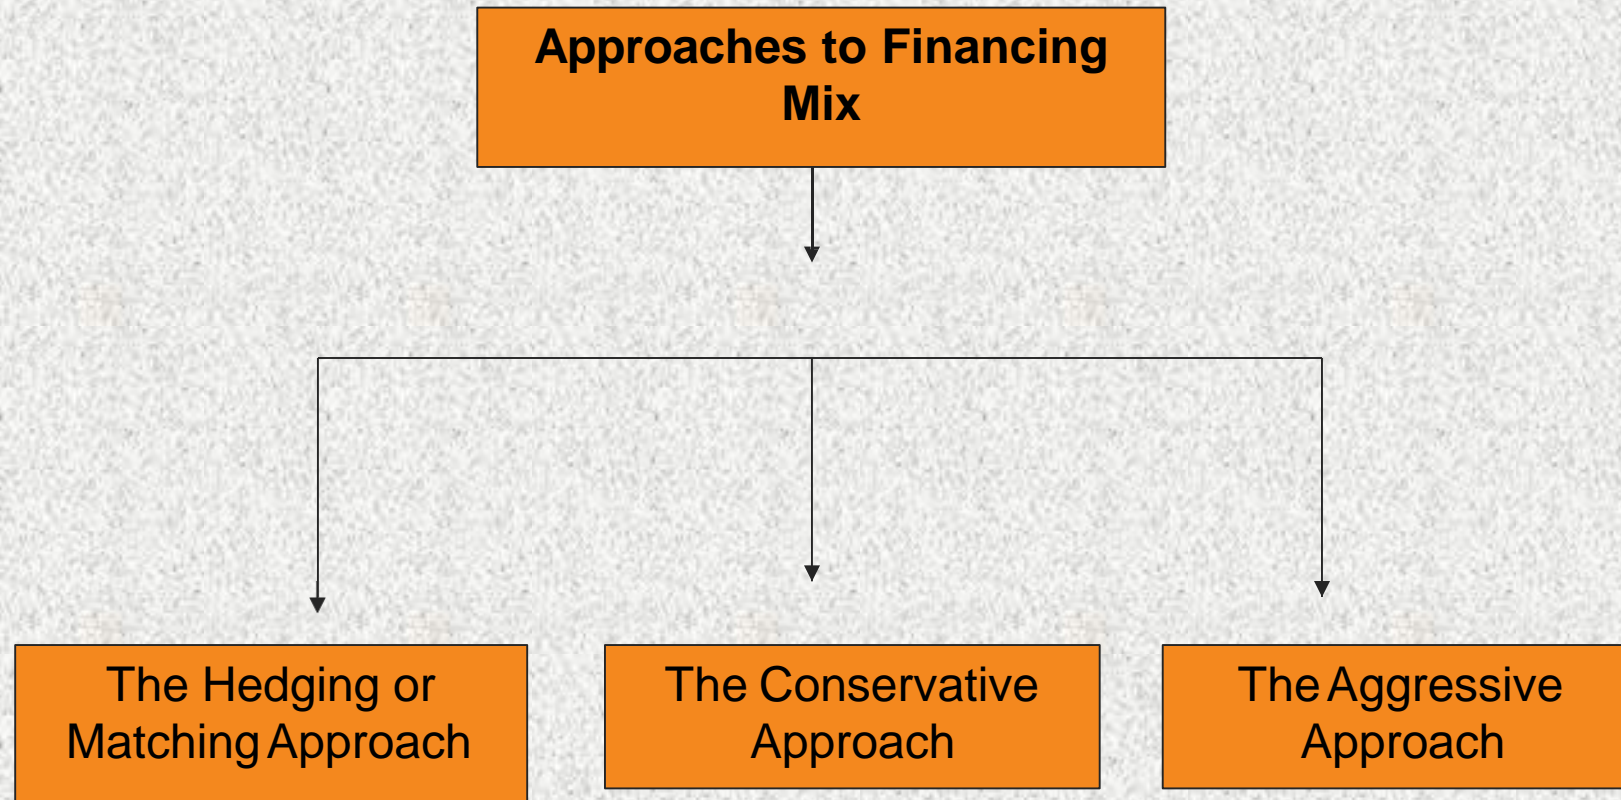 Approaches to Financing
Mix
The Hedging or
Matching Approach
The Conservative
Approach
The Aggressive
Approach